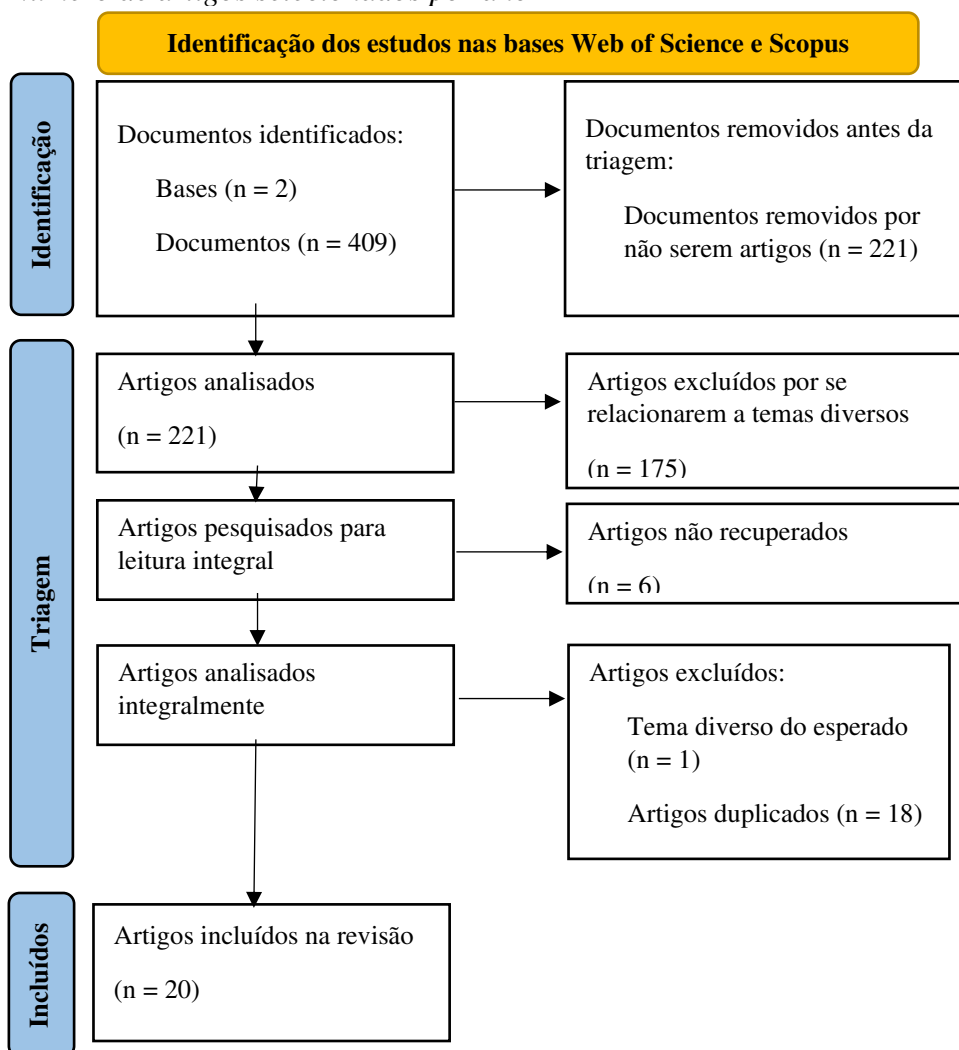 artigos selecionados por
Identificação dos estudos nas bases Web of Science e Scopus
Identificação
Documentos identificados:
Bases (n = 2)
Documentos (n = 409)
Documentos removidos antes da
triagem:
Documentos removidos por
não serem artigos (n = 221)
Triagem
Artigos analisados
(n = 221)
Artigos excluídos por se
relacionarem a temas diversos
(n = 175)
Artigos pesquisados para
leitura integral
Artigos não recuperados
(n = 6)
Artigos analisados
integralmente
Artigos excluídos:
Tema diverso do esperado
(n = 1)
Artigos duplicados (n = 18)
Incluídos
Artigos incluídos na revisão
(n = 20)